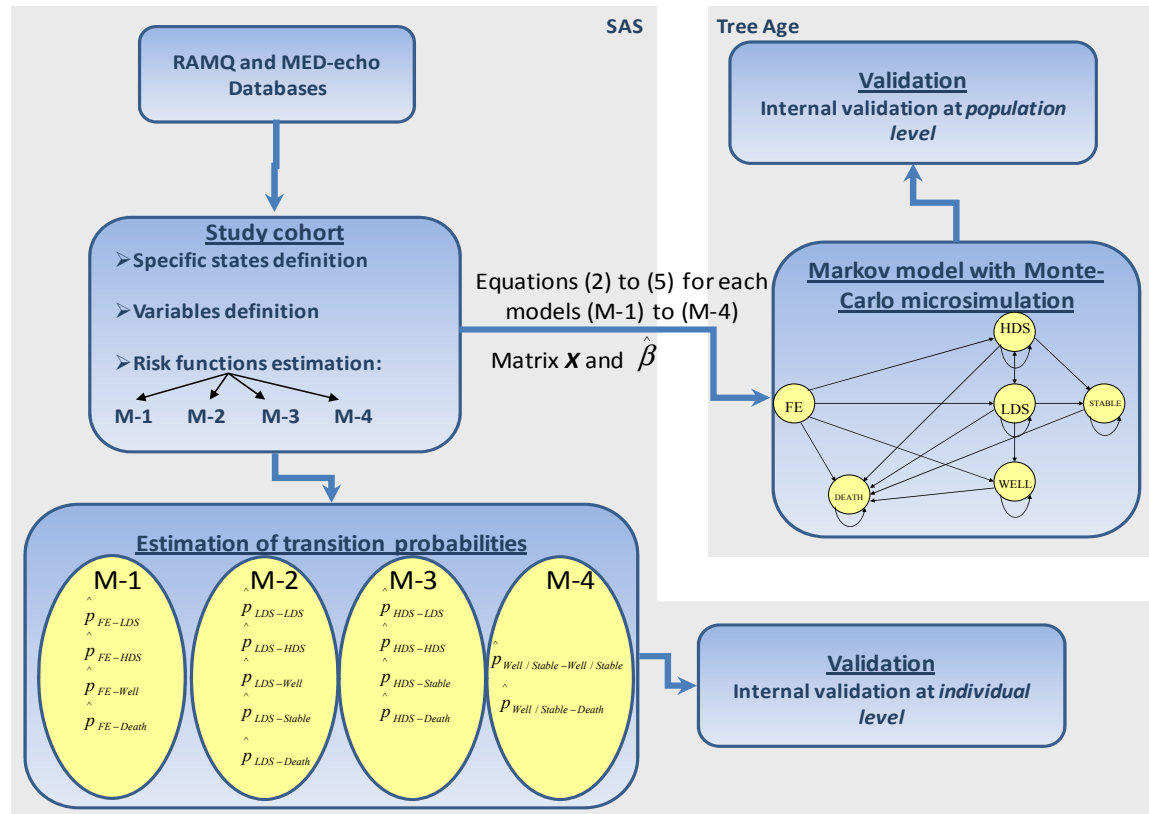 SAS
RAMQ and MED-echo
Databases
Study cohort
➢Specific states definition
➢Variables definition
➢Risk functions estimation:
M-1 M-2 M-3 M-4
Equations (2) to (5) for each
models (M-1) to (M-4)
Matrix X and β̂
Tree Age
Validation
Internal validation at population
level
Markov model with Monte-
Carlo microsimulation
HDS
FE
LDS
STABLE
WELL
DEATH
Estimation of transition probabilities
M-1
p̂ FE–LDS
p̂ FE–HDS
p̂ FE–Well
p̂ FE–Death
M-2
p̂ LDS–LDS
p̂ LDS–HDS
p̂ LDS–Well
p̂ LDS–Stable
p̂ LDS–Death
M-3
p̂ HDS–LDS
p̂ HDS–HDS
p̂ HDS–Stable
p̂ HDS–Death
M-4
p̂ Well / Stable–Well / Stable
p̂ Well / Stable–Death
Validation
Internal validation at individual
level